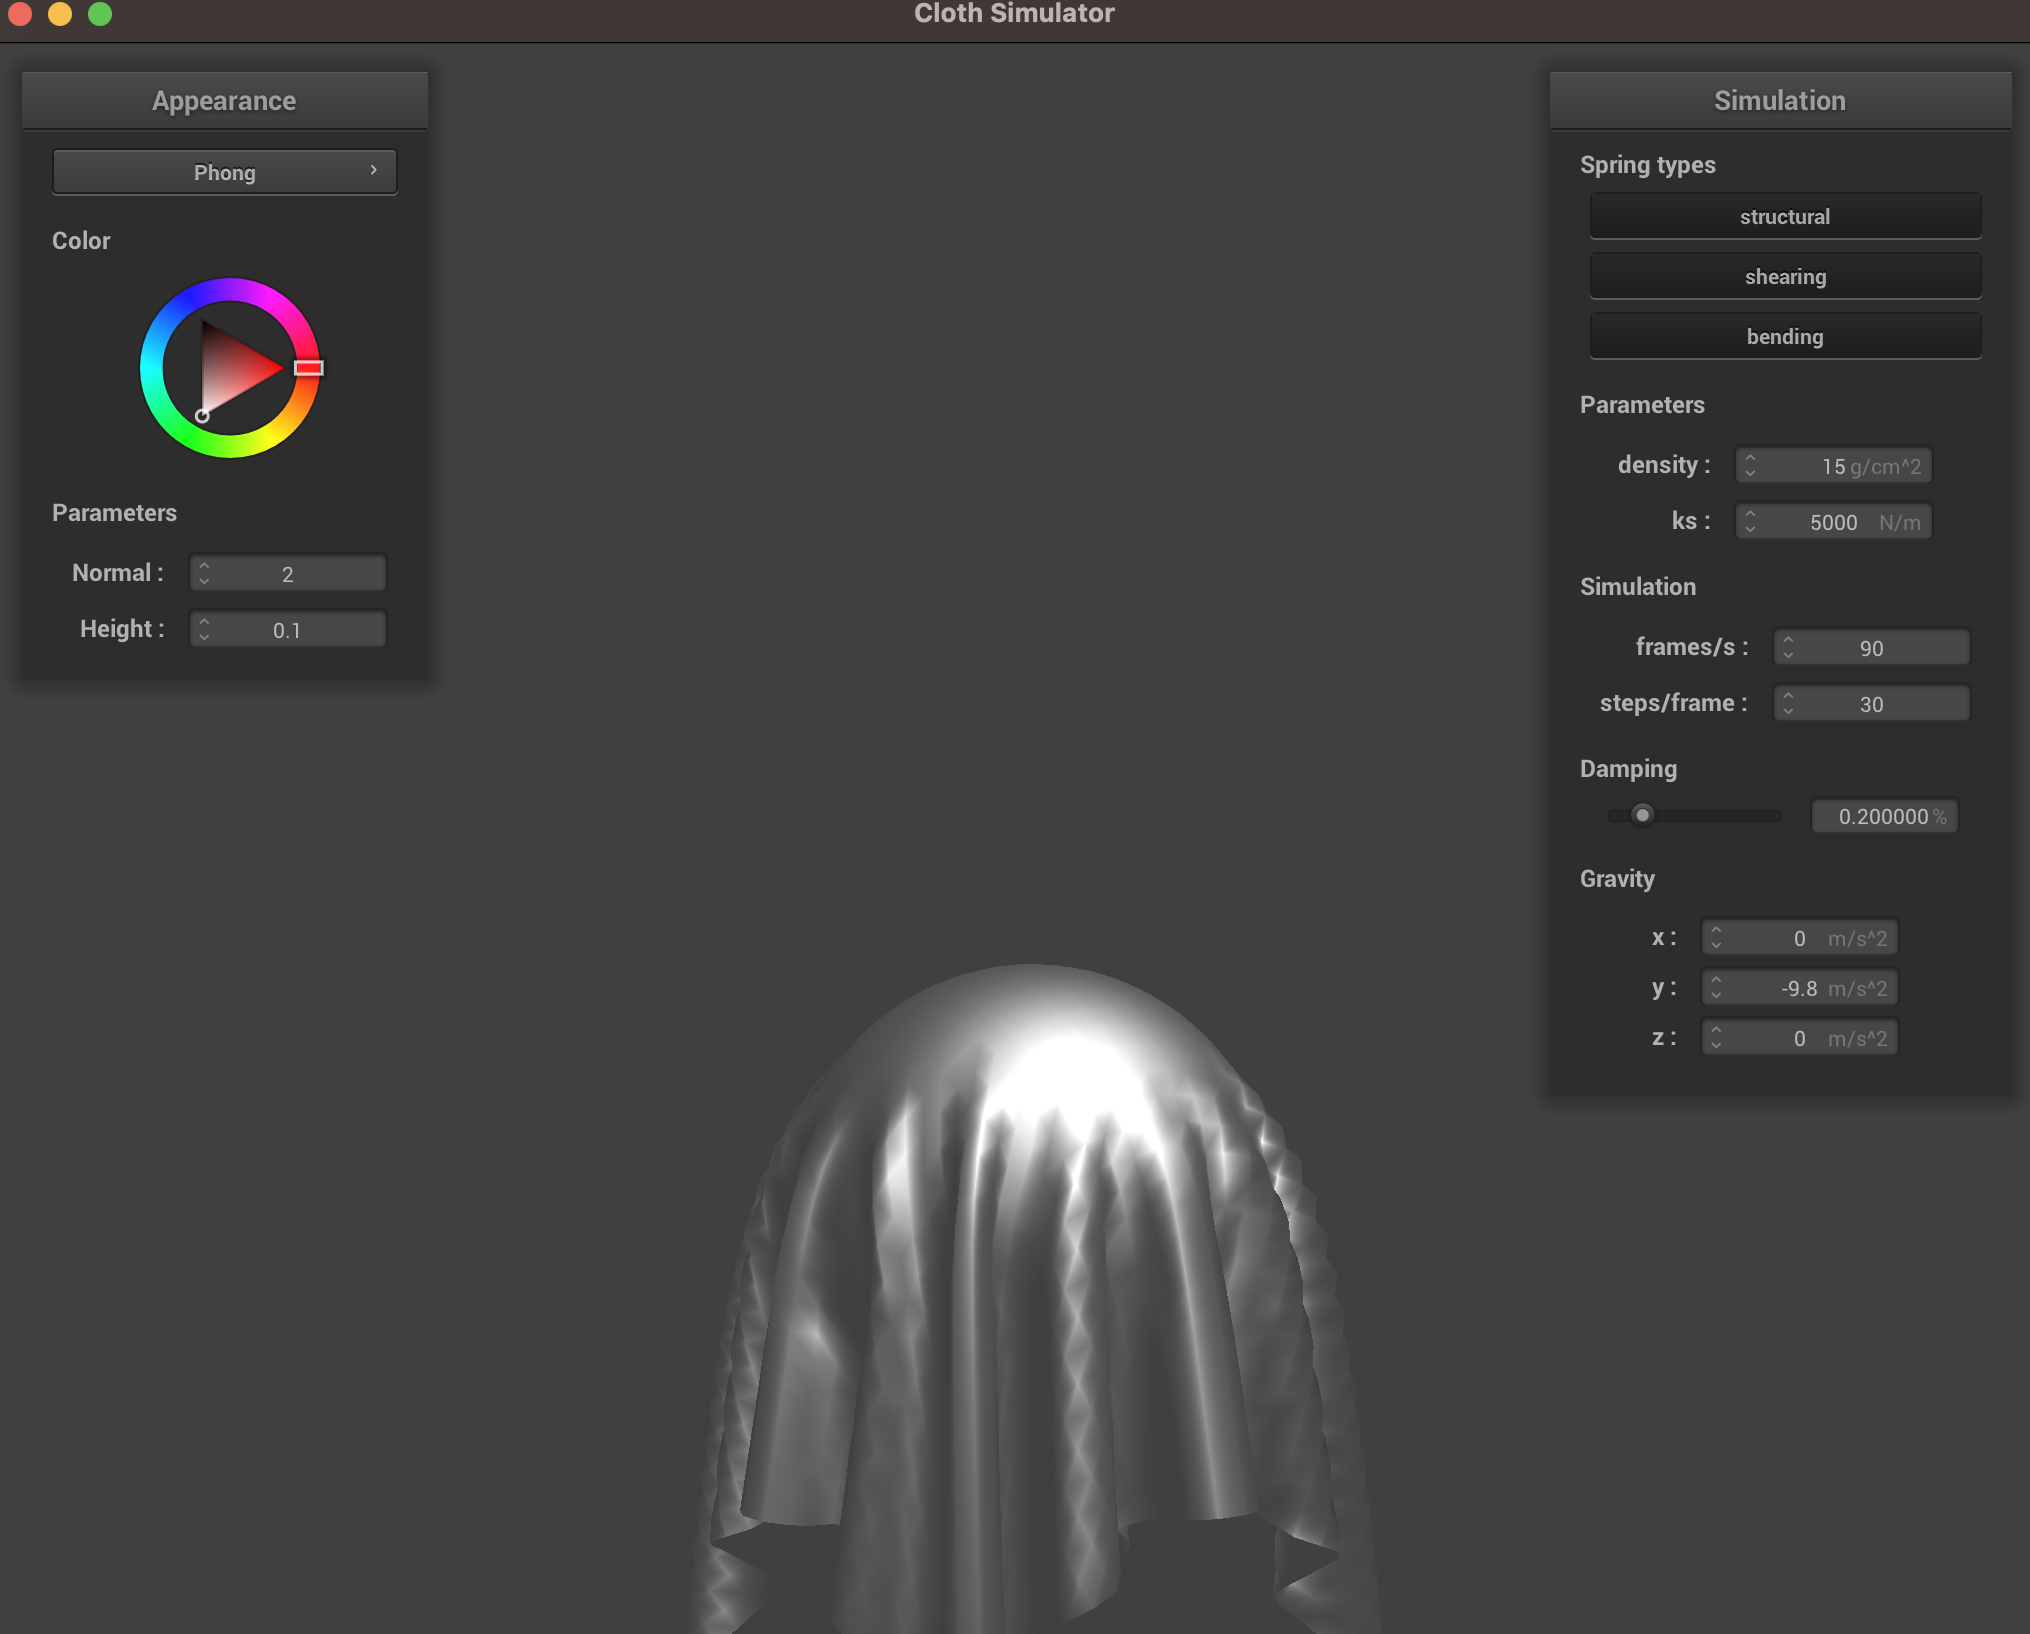 Cloth Simulator
Appearance
Phong
Color
Parameters
Normal : 2
Height : 0.1
Simulation
Spring types
structural
shearing
bending
Parameters
density : 15 g/cm^2
ks : 5000 N/m
Simulation
frames/s : 90
steps/frame : 30
Damping
0.200000 %
Gravity
x : 0 m/s^2
y : -9.8 m/s^2
z : 0 m/s^2